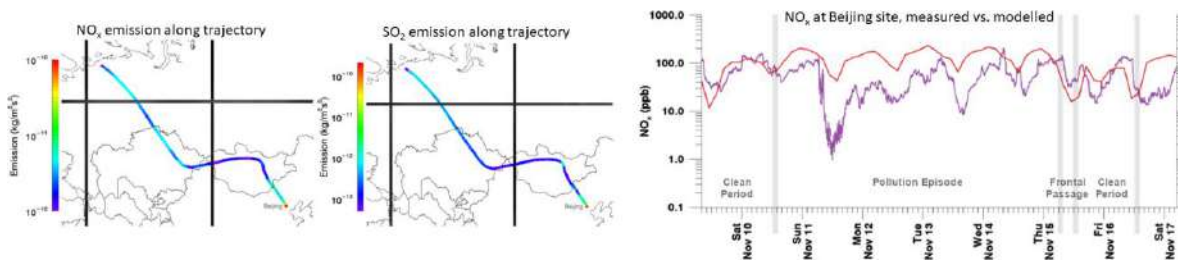 NOx emission along trajectory
Emission (kg/m²s¹)
Beijing
SO2 emission along trajectory
Emission (kg/m²s¹)
Beijing
NOx at Beijing site, measured vs. modelled
NOx (ppb)
1000.0
100.0
10.0
1.0
0.1
Clean
Period
Pollution Episode
Frontal
Passage
Clean
Period
Sat
Nov 10
Sun
Nov 11
Mon
Nov 12
Tue
Nov 13
Wed
Nov 14
Thu
Nov 15
Fri
Nov 16
Sat
Nov 17